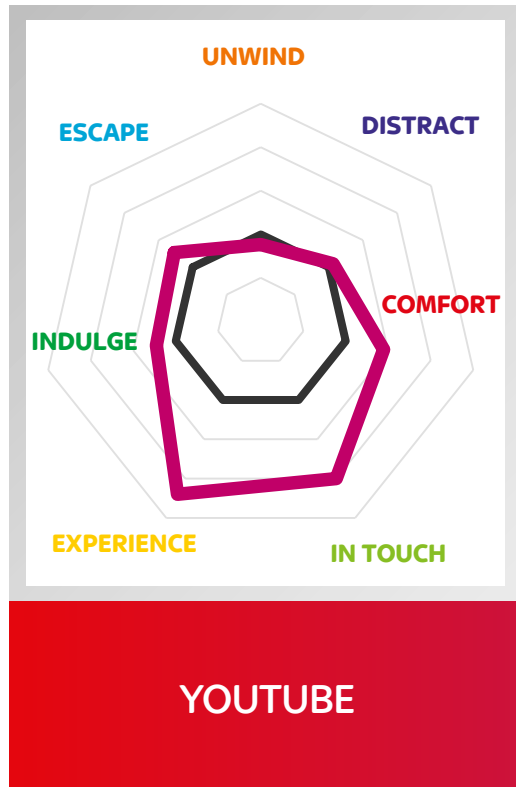 UNWIND
ESCAPE
DISTRACT
COMFORT
INDULGE
EXPERIENCE
IN TOUCH
YOUTUBE